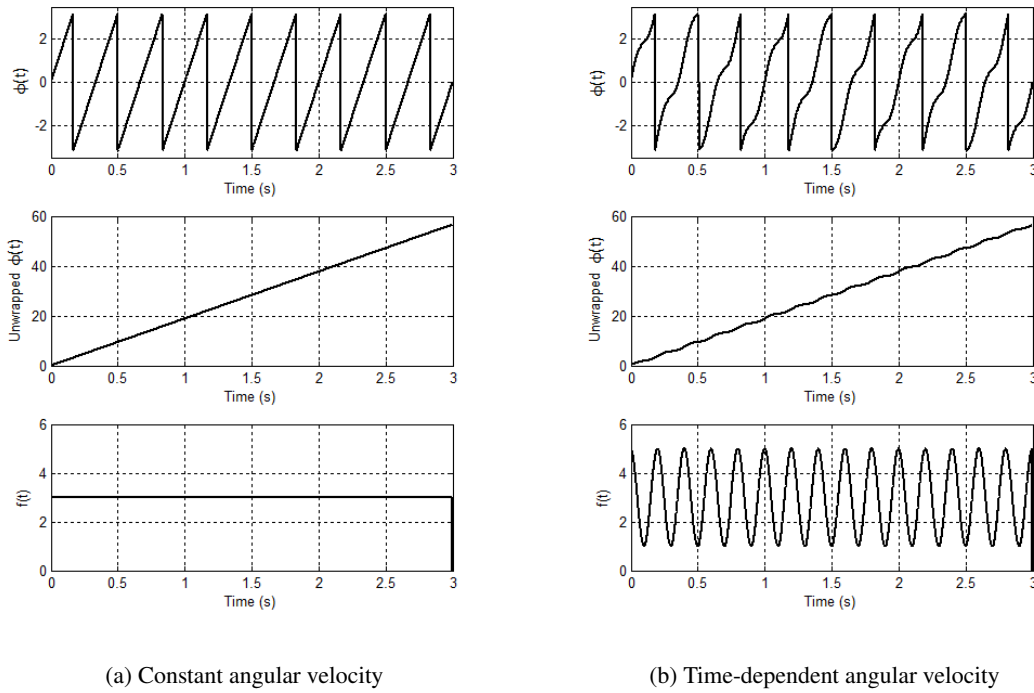 2
0
-2
ϕ(t)
0 0.5 1 1.5 2 2.5 3
Time (s)
60
40
20
0
Unwrapped ϕ(t)
0 0.5 1 1.5 2 2.5 3
Time (s)
6
4
2
0
f(t)
0 0.5 1 1.5 2 2.5 3
Time (s)
(a) Constant angular velocity
2
0
-2
ϕ(t)
0 0.5 1 1.5 2 2.5 3
Time (s)
60
40
20
0
Unwrapped ϕ(t)
0 0.5 1 1.5 2 2.5 3
Time (s)
6
4
2
0
f(t)
0 0.5 1 1.5 2 2.5 3
Time (s)
(b) Time-dependent angular velocity